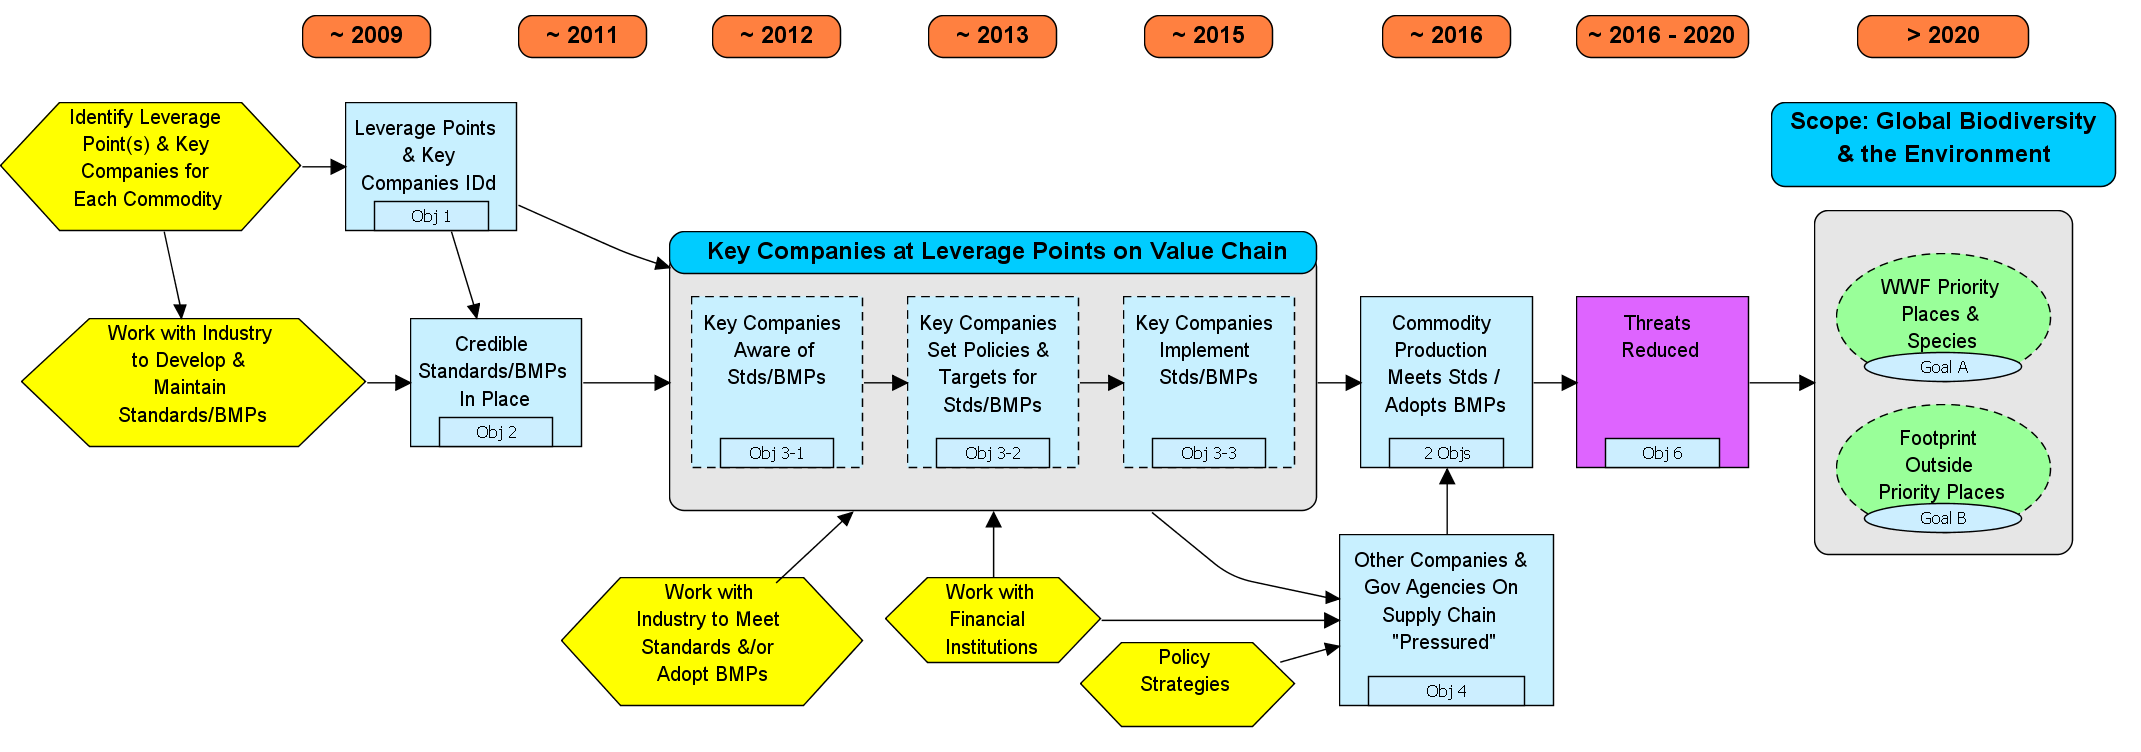 ~ 2009
~ 2011
~ 2012
~ 2013
~ 2015
~ 2016
~ 2016 - 2020
> 2020
Identify Leverage
Point(s) & Key
Companies for
Each Commodity
Leverage Points
& Key
Companies IDd
Obj 1
Scope: Global Biodiversity
& the Environment
Work with Industry
to Develop &
Maintain
Standards/BMPs
Credible
Standards/BMPs
In Place
Obj 2
Key Companies at Leverage Points on Value Chain
Key Companies
Aware of
Stds/BMPs
Obj 3-1
Key Companies
Set Policies &
Targets for
Stds/BMPs
Obj 3-2
Key Companies
Implement
Stds/BMPs
Obj 3-3
Commodity
Production
Meets Stds /
Adopts BMPs
2 Objs
Threats
Reduced
Obj 6
WWF Priority
Places &
Species
Goal A
Footprint
Outside
Priority Places
Goal B
Work with
Industry to Meet
Standards &/or
Adopt BMPs
Work with
Financial
Institutions
Policy
Strategies
Other Companies &
Gov Agencies On
Supply Chain
"Pressured"
Obj 4